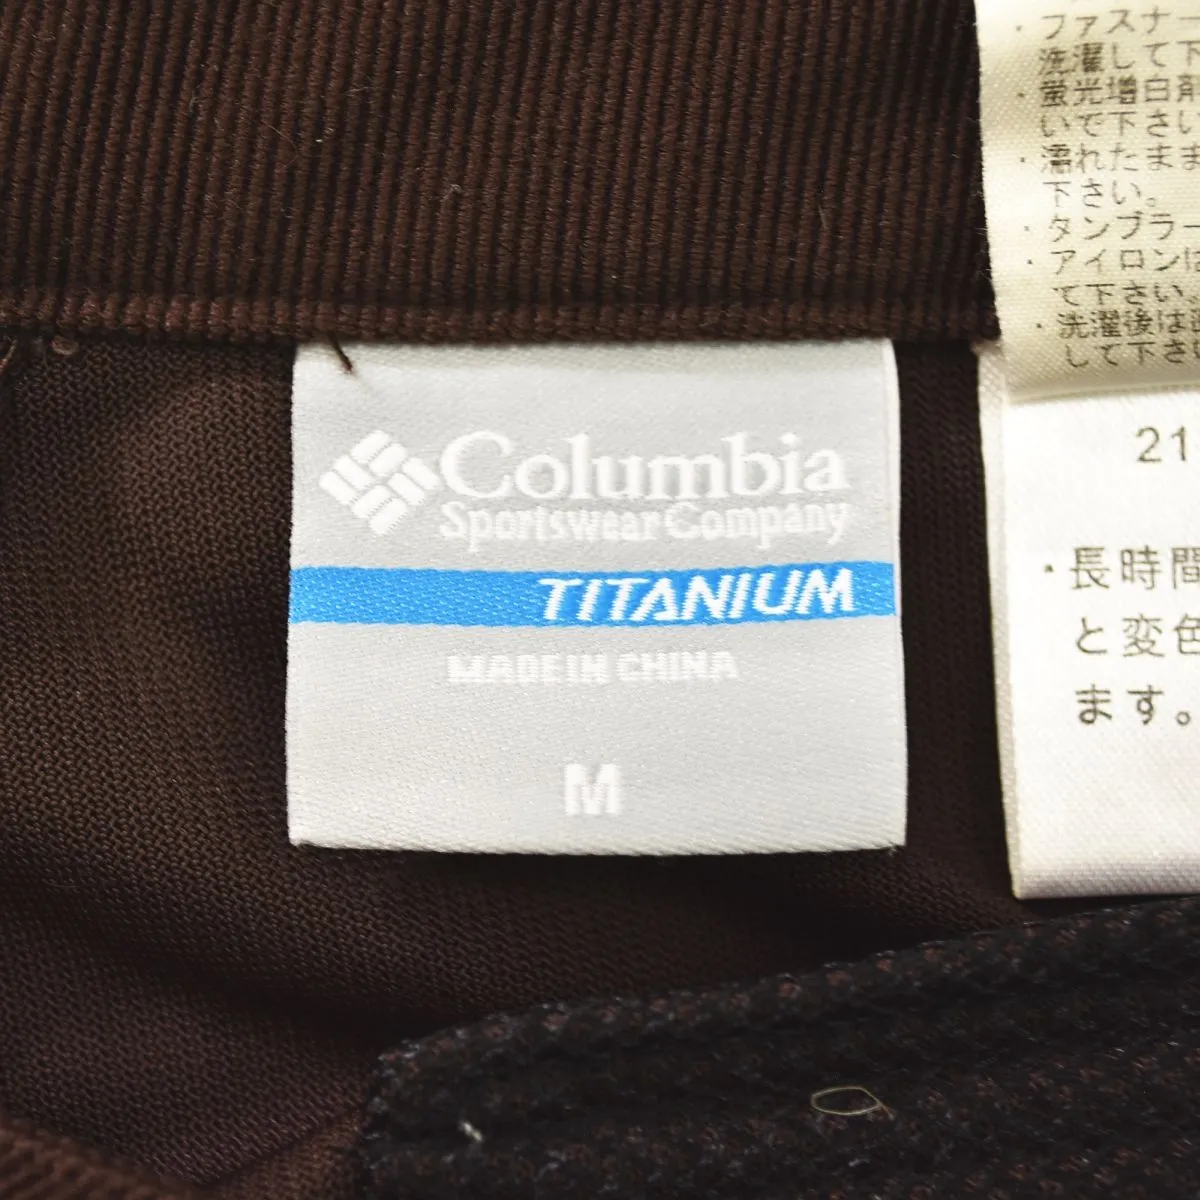 Columbia
Sportswear Company
TITANIUM
MADE IN CHINA
M
・ファスナー
洗濯して下
・蛍光増白剤
いで下さい
・濡れたまま
下さい。
・タンブラー
・アイロンは
て下さい。
・洗濯後は
して下さ
21
・長時間
と変色
ます。